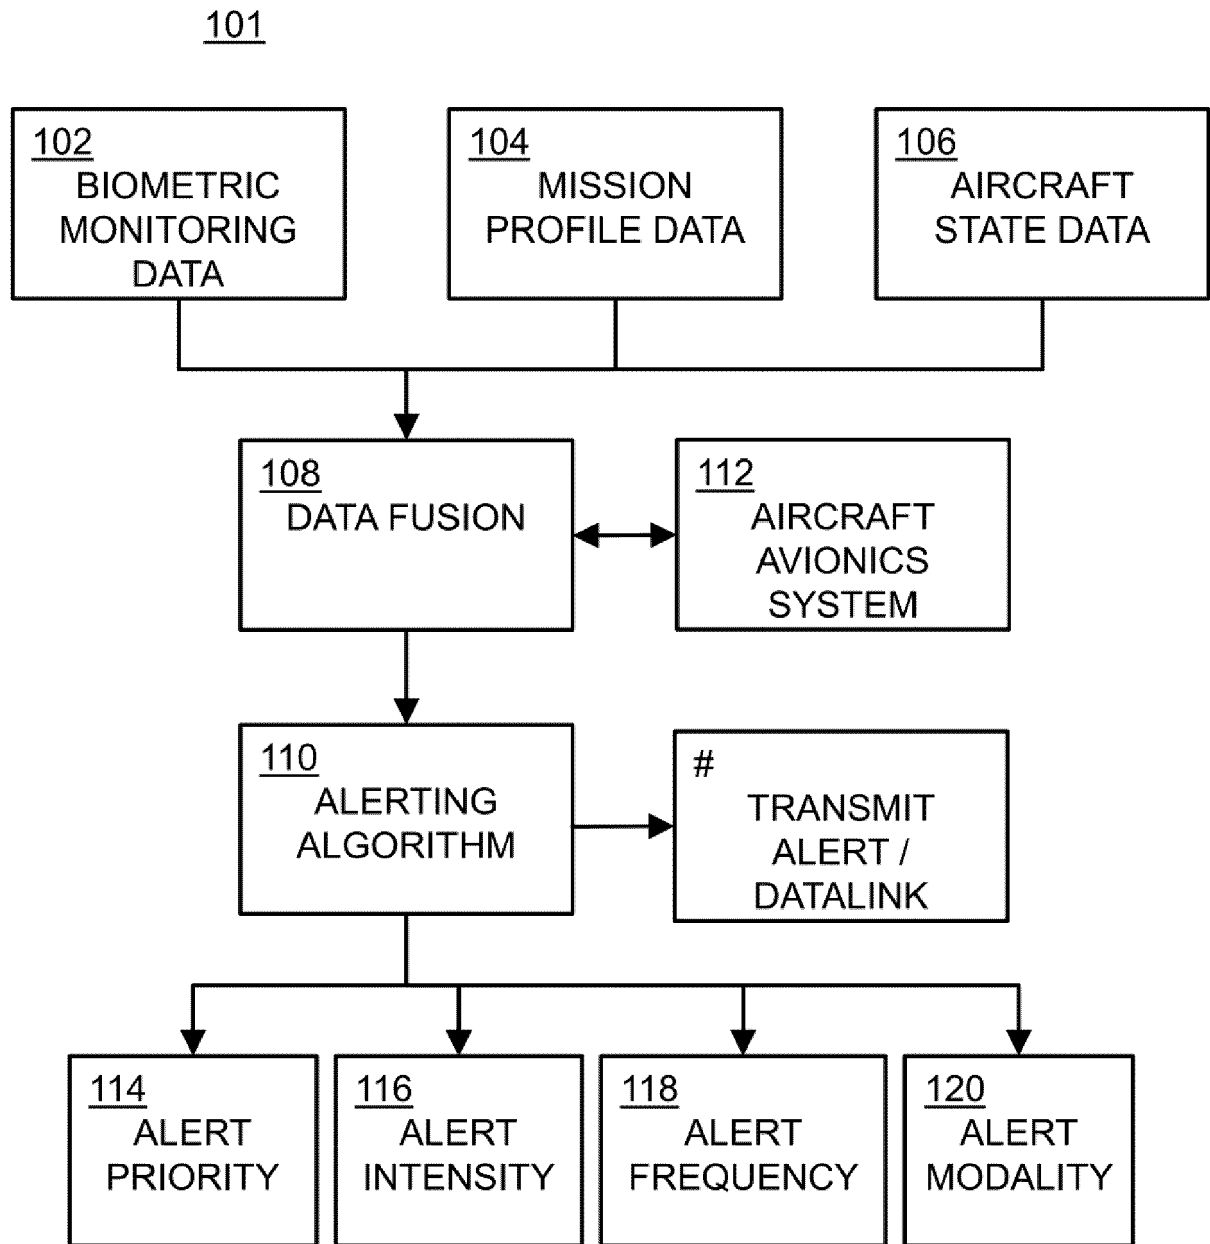 101
102
BIOMETRIC
MONITORING
DATA
104
MISSION
PROFILE DATA
106
AIRCRAFT
STATE DATA
108
DATA FUSION
112
AIRCRAFT
AVIONICS
SYSTEM
110
ALERTING
ALGORITHM
#
TRANSMIT
ALERT /
DATALINK
114
ALERT
PRIORITY
116
ALERT
INTENSITY
118
ALERT
FREQUENCY
120
ALERT
MODALITY